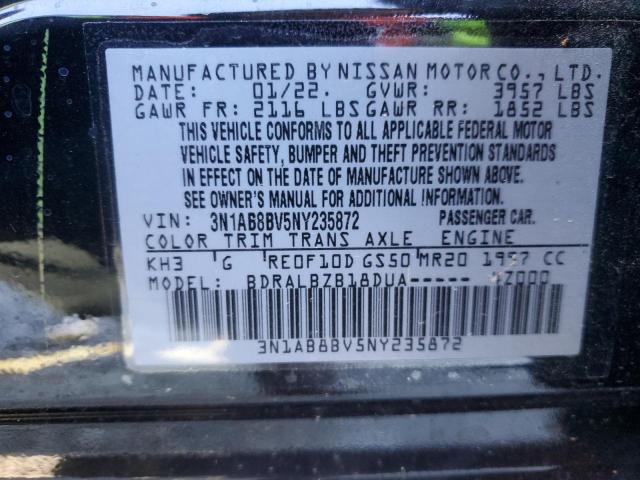 MANUFACTURED BY NISSAN MOTOR CO., LTD.
DATE: 01/22. GVWR: 3957 LBS
GAWR FR: 2116 LBS GAWR RR: 1852 LBS
THIS VEHICLE CONFORMS TO ALL APPLICABLE FEDERAL MOTOR
VEHICLE SAFETY, BUMPER AND THEFT PREVENTION STANDARDS
IN EFFECT ON THE DATE OF MANUFACTURE SHOWN ABOVE.
SEE OWNER'S MANUAL FOR ADDITIONAL INFORMATION.
VIN: 3N1AB8BV5NY235872 PASSENGER CAR.
COLOR TRIM TRANS AXLE ENGINE
KH3 G RE0F10D GS50 MR20 1997 CC
MODEL: BDRALBZB18DUA-----
3N1AB8BV5NY235872